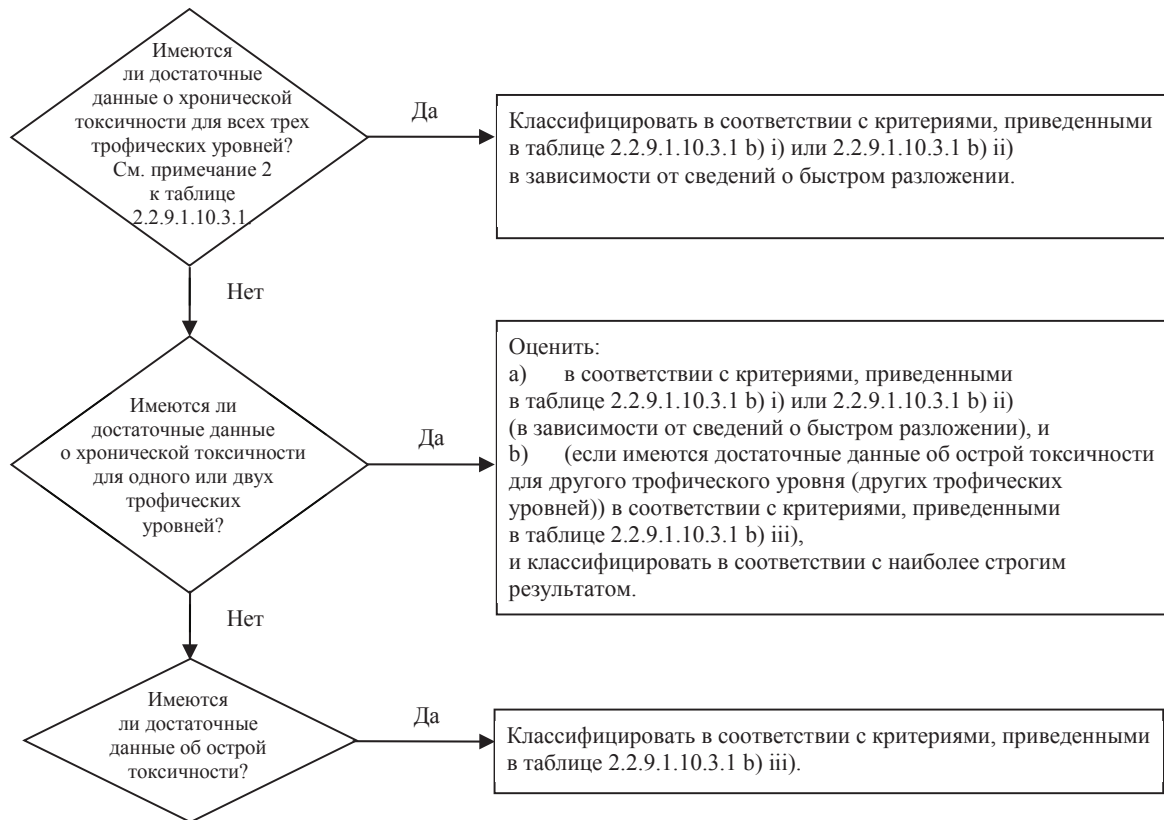 Имеются
ли достаточные
данные о хронической
токсичности для всех трех
трофических уровней?
См. примечание 2
к таблице
2.2.9.1.10.3.1.
Да
Классифицировать в соответствии с критериями, приведенными
в таблице 2.2.9.1.10.3.1 b) i) или 2.2.9.1.10.3.1 b) ii)
в зависимости от сведений о быстром разложении.
Нет
Имеются ли
достаточные данные
о хронической токсичности
для одного или двух
трофических
уровней?
Да
Оценить:
a) в соответствии с критериями, приведенными
в таблице 2.2.9.1.10.3.1 b) i) или 2.2.9.1.10.3.1 b) ii)
(в зависимости от сведений о быстром разложении), и
b) (если имеются достаточные данные об острой токсичности
для другого трофического уровня (других трофических
уровней)) в соответствии с критериями, приведенными
в таблице 2.2.9.1.10.3.1 b) iii),
и классифицировать в соответствии с наиболее строгим
результатом.
Нет
Имеются
ли достаточные
данные об острой
токсичности?
Да
Классифицировать в соответствии с критериями, приведенными
в таблице 2.2.9.1.10.3.1 b) iii).